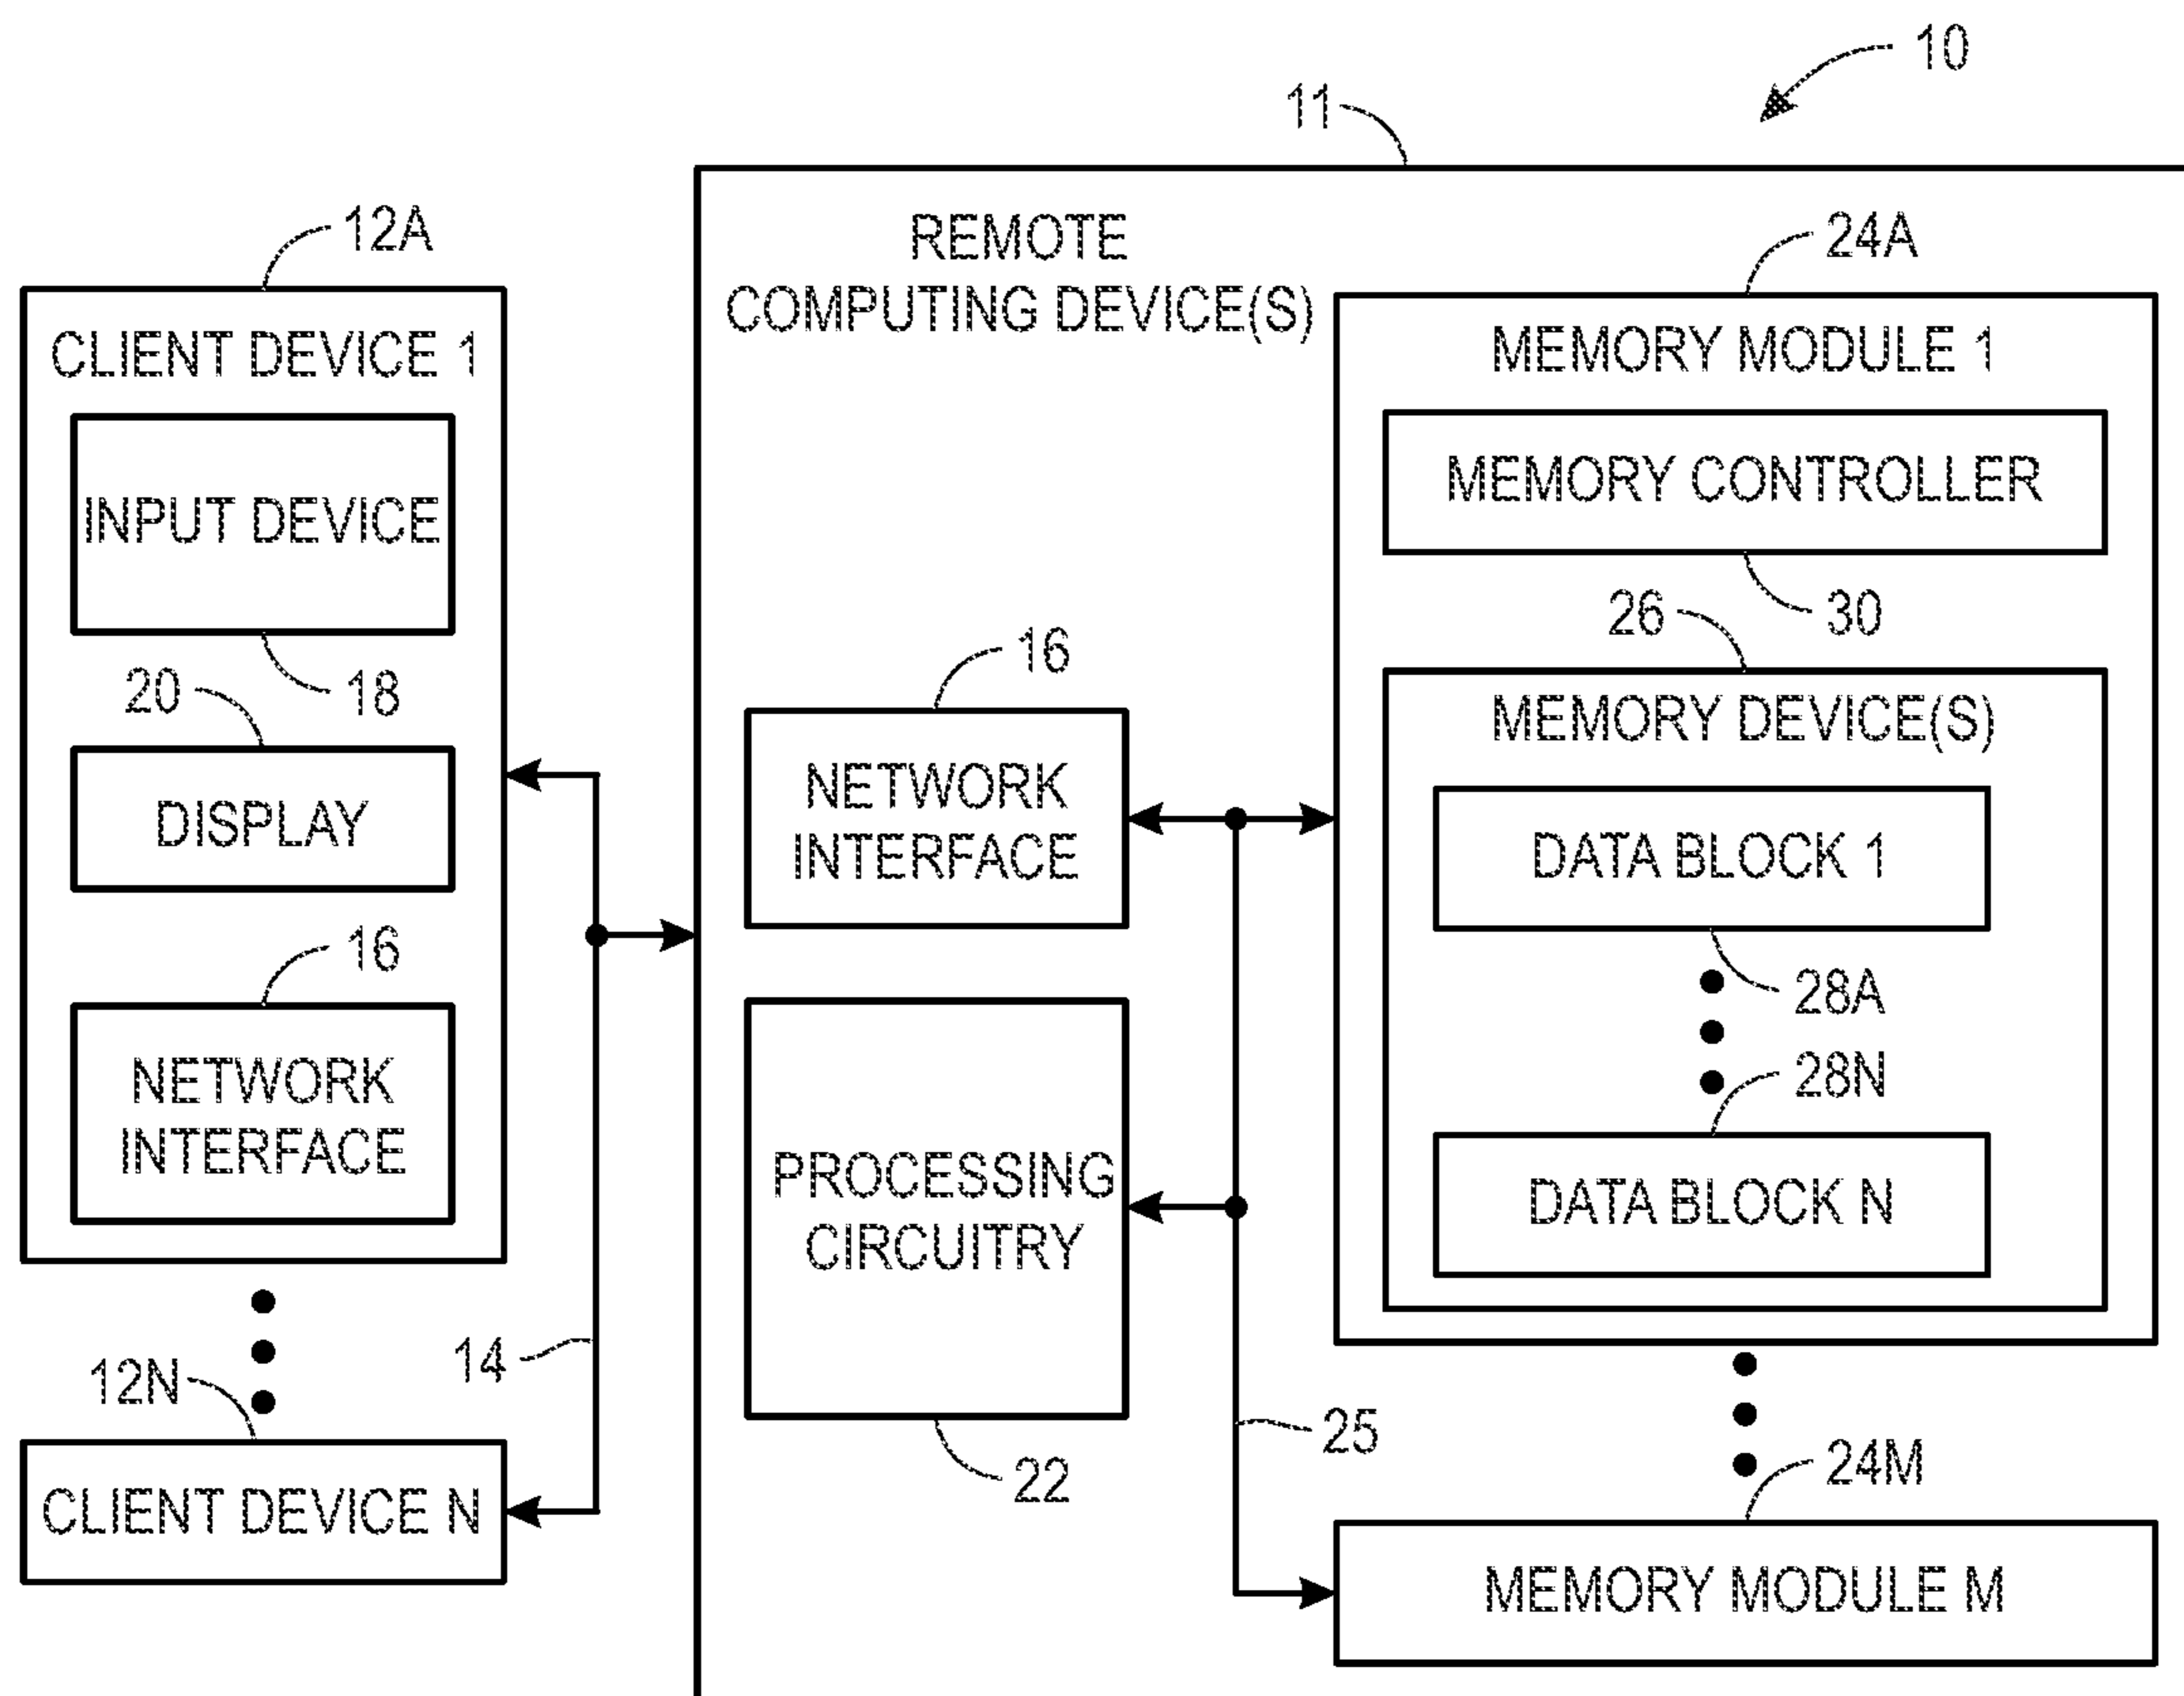 10
11
12A
CLIENT DEVICE 1
INPUT DEVICE
18
20
DISPLAY
16
NETWORK
INTERFACE
12N
CLIENT DEVICE N
14
REMOTE
COMPUTING DEVICE(S)
16
NETWORK
INTERFACE
PROCESSING
CIRCUITRY
22
25
24A
MEMORY MODULE 1
MEMORY CONTROLLER
30
26
MEMORY DEVICE(S)
DATA BLOCK 1
28A
28N
DATA BLOCK N
24M
MEMORY MODULE M